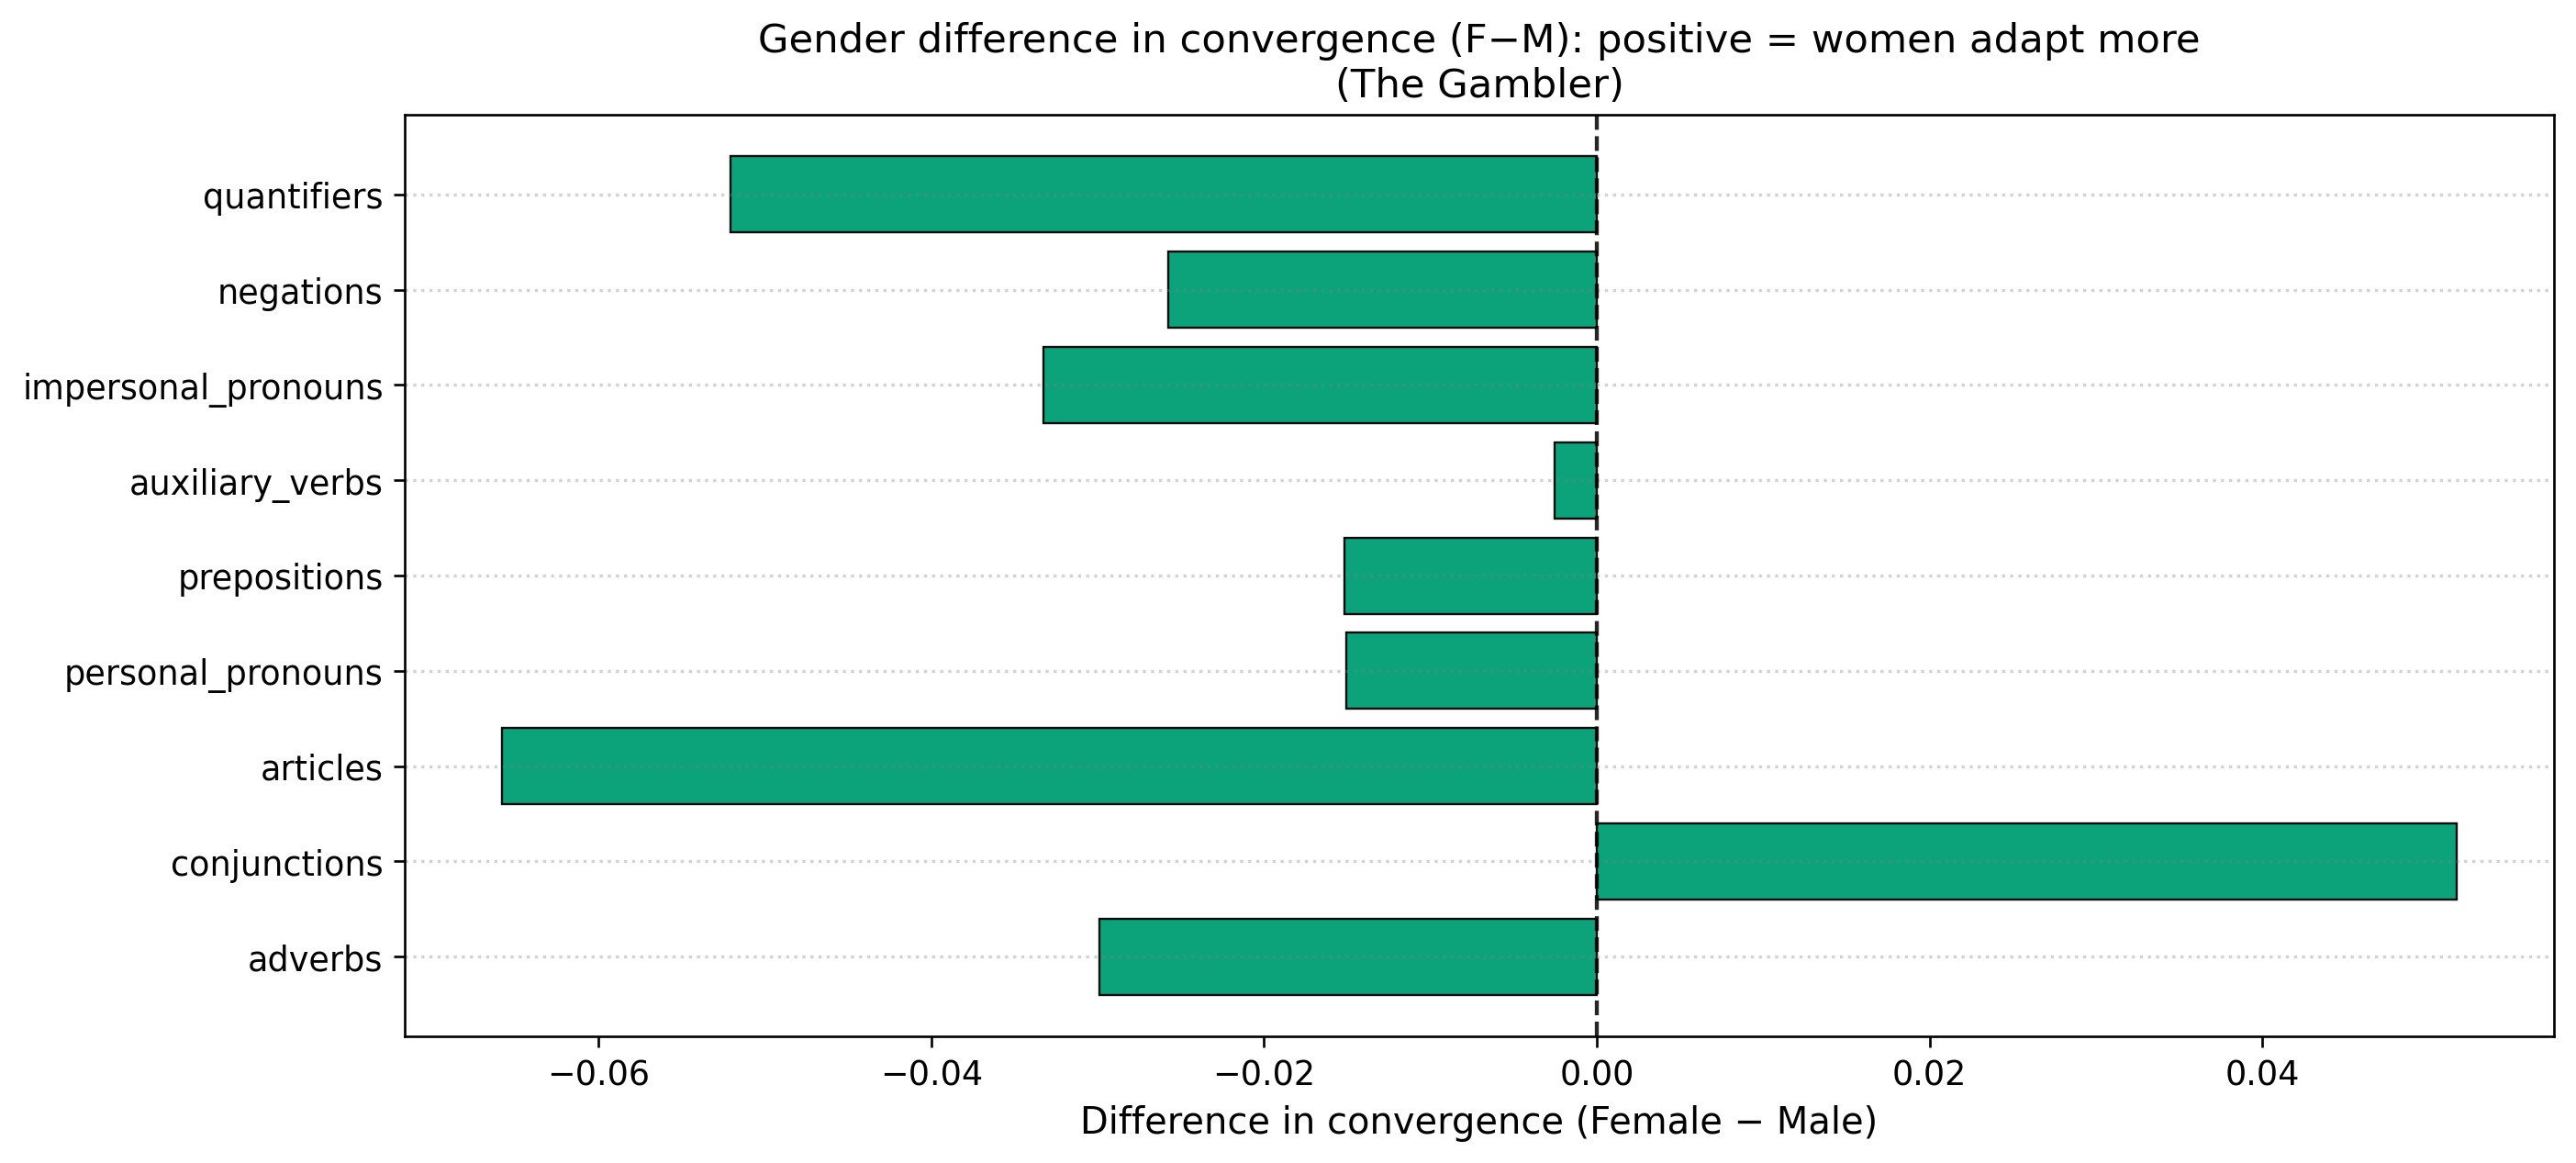 Gender difference in convergence (F−M): positive = women adapt more
(The Gambler)
quantifiers
negations
impersonal_pronouns
auxiliary_verbs
prepositions
personal_pronouns
articles
conjunctions
adverbs
−0.06 −0.04 −0.02 0.00 0.02 0.04
Difference in convergence (Female − Male)